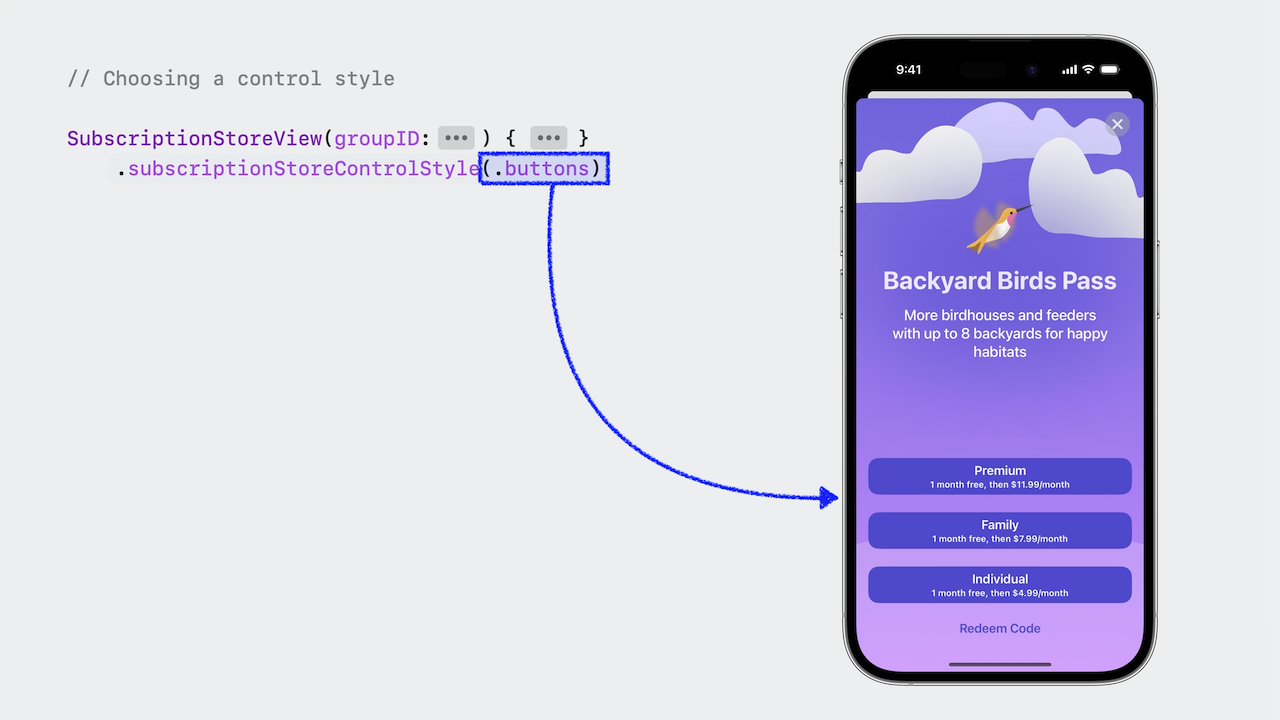 // Choosing a control style
SubscriptionStoreView(groupID: ••• ) { ••• }
.subscriptionStoreControlStyle(.buttons)
9:41
Backyard Birds Pass
More birdhouses and feeders
with up to 8 backyards for happy
habitats
Premium
1 month free, then $11.99/month
Family
1 month free, then $7.99/month
Individual
1 month free, then $4.99/month
Redeem Code